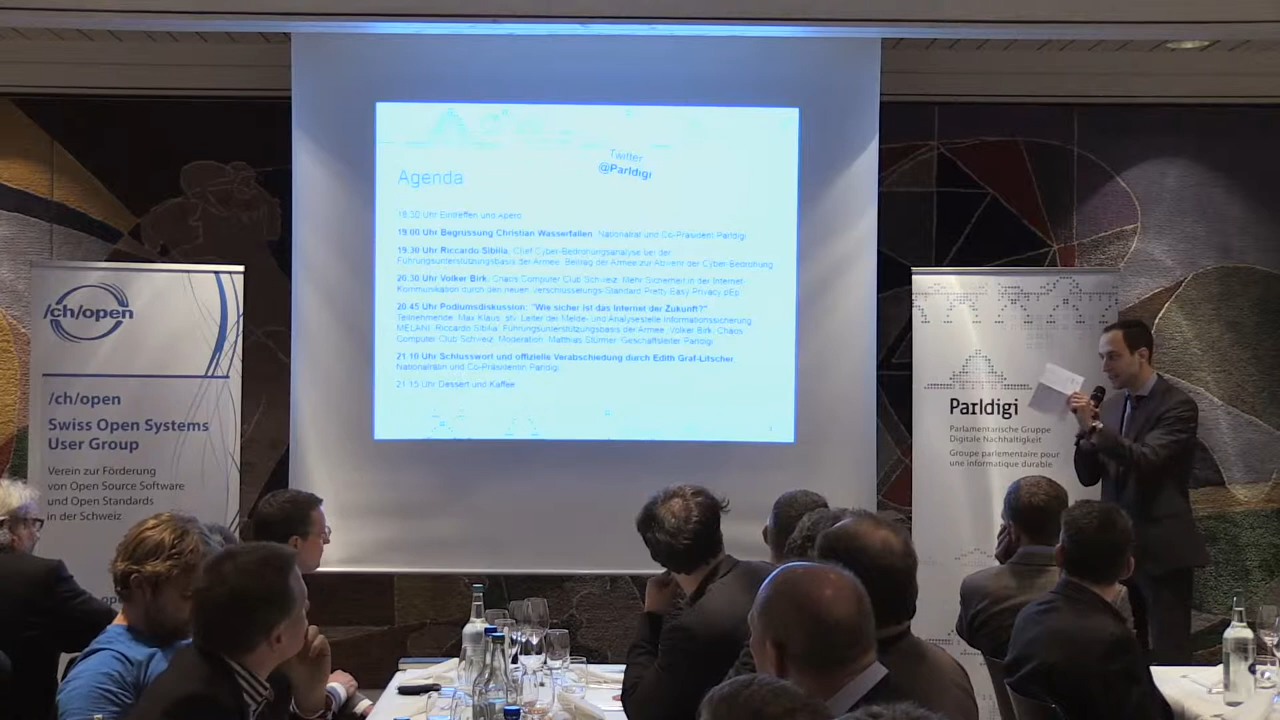 Twitter
@Parldigi
Agenda
18.30 Uhr Eintreffen und Apéro
19.00 Uhr Begrüssung Christian Wasserfallen, Nationalrat und Co-Präsident Parldigi
19.30 Uhr Riccardo Sibilia, Chef Cyber-Bedrohungsanalyse bei der
Führungsunterstützungsbasis der Armee: Beitrag der Armee zur Abwehr der Cyber-Bedrohung
20.30 Uhr Volker Birk, Chaos Computer Club Schweiz: Mehr Sicherheit in der Internet-
Kommunikation durch den neuen Verschlüsselungs-Standard Pretty Easy Privacy pEp
20.45 Uhr Podiumsdiskussion: "Wie sicher ist das Internet der Zukunft?"
Teilnehmende: Max Klaus, stv. Leiter der Melde- und Analysestelle Informationssicherung
MELANI, Riccardo Sibilia, Führungsunterstützungsbasis der Armee, Volker Birk, Chaos
Computer Club Schweiz, Moderation: Matthias Stürmer, Geschäftsleiter Parldigi
21.10 Uhr Schlusswort und offizielle Verabschiedung durch Edith Graf-Litscher
Nationalrätin und Co-Präsidentin Parldigi
21.15 Uhr Dessert und Kaffee
/ch/open
/ch/open
Swiss Open Systems
User Group
Verein zur Förderung
von Open Source Software
und Open Standards
in der Schweiz
Parldigi
Parlamentarische Gruppe
Digitale Nachhaltigkeit
Groupe parlementaire pour
une informatique durable